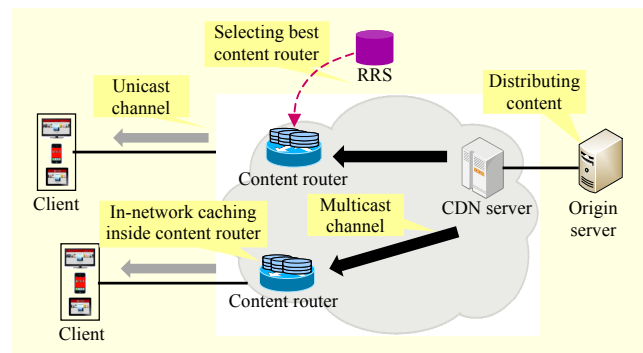 Selecting best
content router
RRS
Unicast
channel
Distributing
content
Client
Content router
CDN server
Origin
server
In-network caching
inside content router
Multicast
channel
Content router
Client